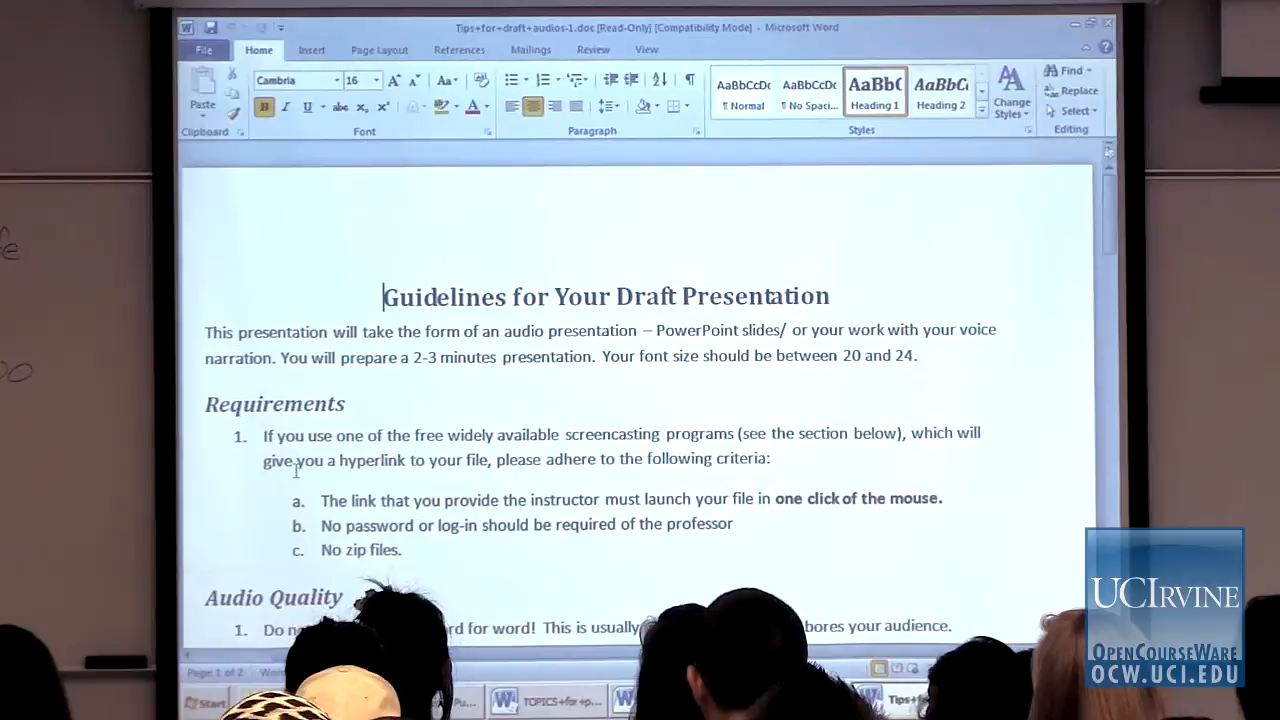 Tips+for+draft+audios-1.doc [Read-Only] [Compatibility Mode] - Microsoft Word
File Home Insert Page Layout References Mailings Review View
Cambria 16 Aa
Paste
AaBbCcDc AaBbCcDc AaBbC AaBbCc
¶ Normal ¶ No Spaci... Heading 1 Heading 2
Change Styles
Find
Replace
Select
Clipboard Font Paragraph Styles Editing
Guidelines for Your Draft Presentation
This presentation will take the form of an audio presentation – PowerPoint slides/ or your work with your voice
narration. You will prepare a 2-3 minutes presentation. Your font size should be between 20 and 24.
Requirements
1. If you use one of the free widely available screencasting programs (see the section below), which will
give you a hyperlink to your file, please adhere to the following criteria:
a. The link that you provide the instructor must launch your file in one click of the mouse.
b. No password or log-in should be required of the professor
c. No zip files.
Audio Quality
1. Do rd for word! This is usually bores your audience.
Page: 1 of 2
Start TOPICS+for+p... Tips+
UCIRVINE
OPENCOURSEWARE
OCW.UCI.EDU